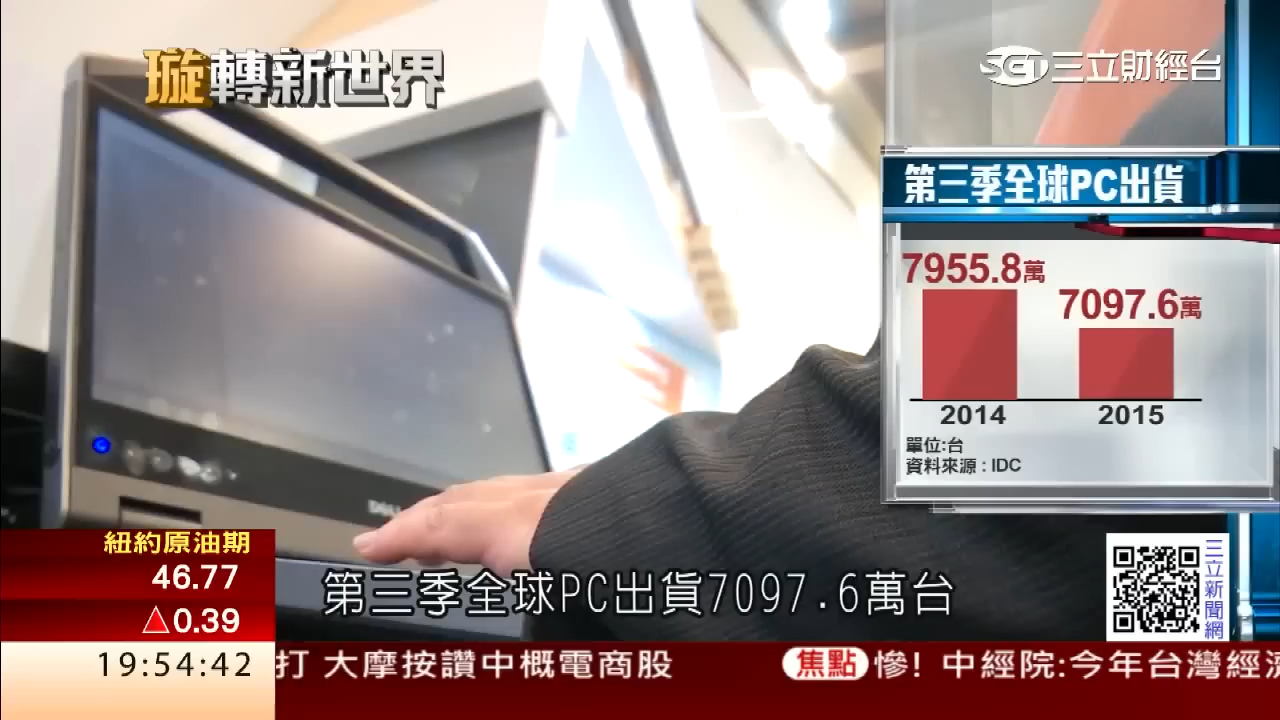 璇轉新世界
SET三立財經台
第三季全球PC出貨
7955.8萬
7097.6萬
2014
2015
單位:台
資料來源 : IDC
DELL
紐約原油期
46.77
△0.39
三立新聞網
第三季全球PC出貨7097.6萬台
19:54:42
打 大摩按讚中概電商股
焦點 慘! 中經院:今年台灣經濟